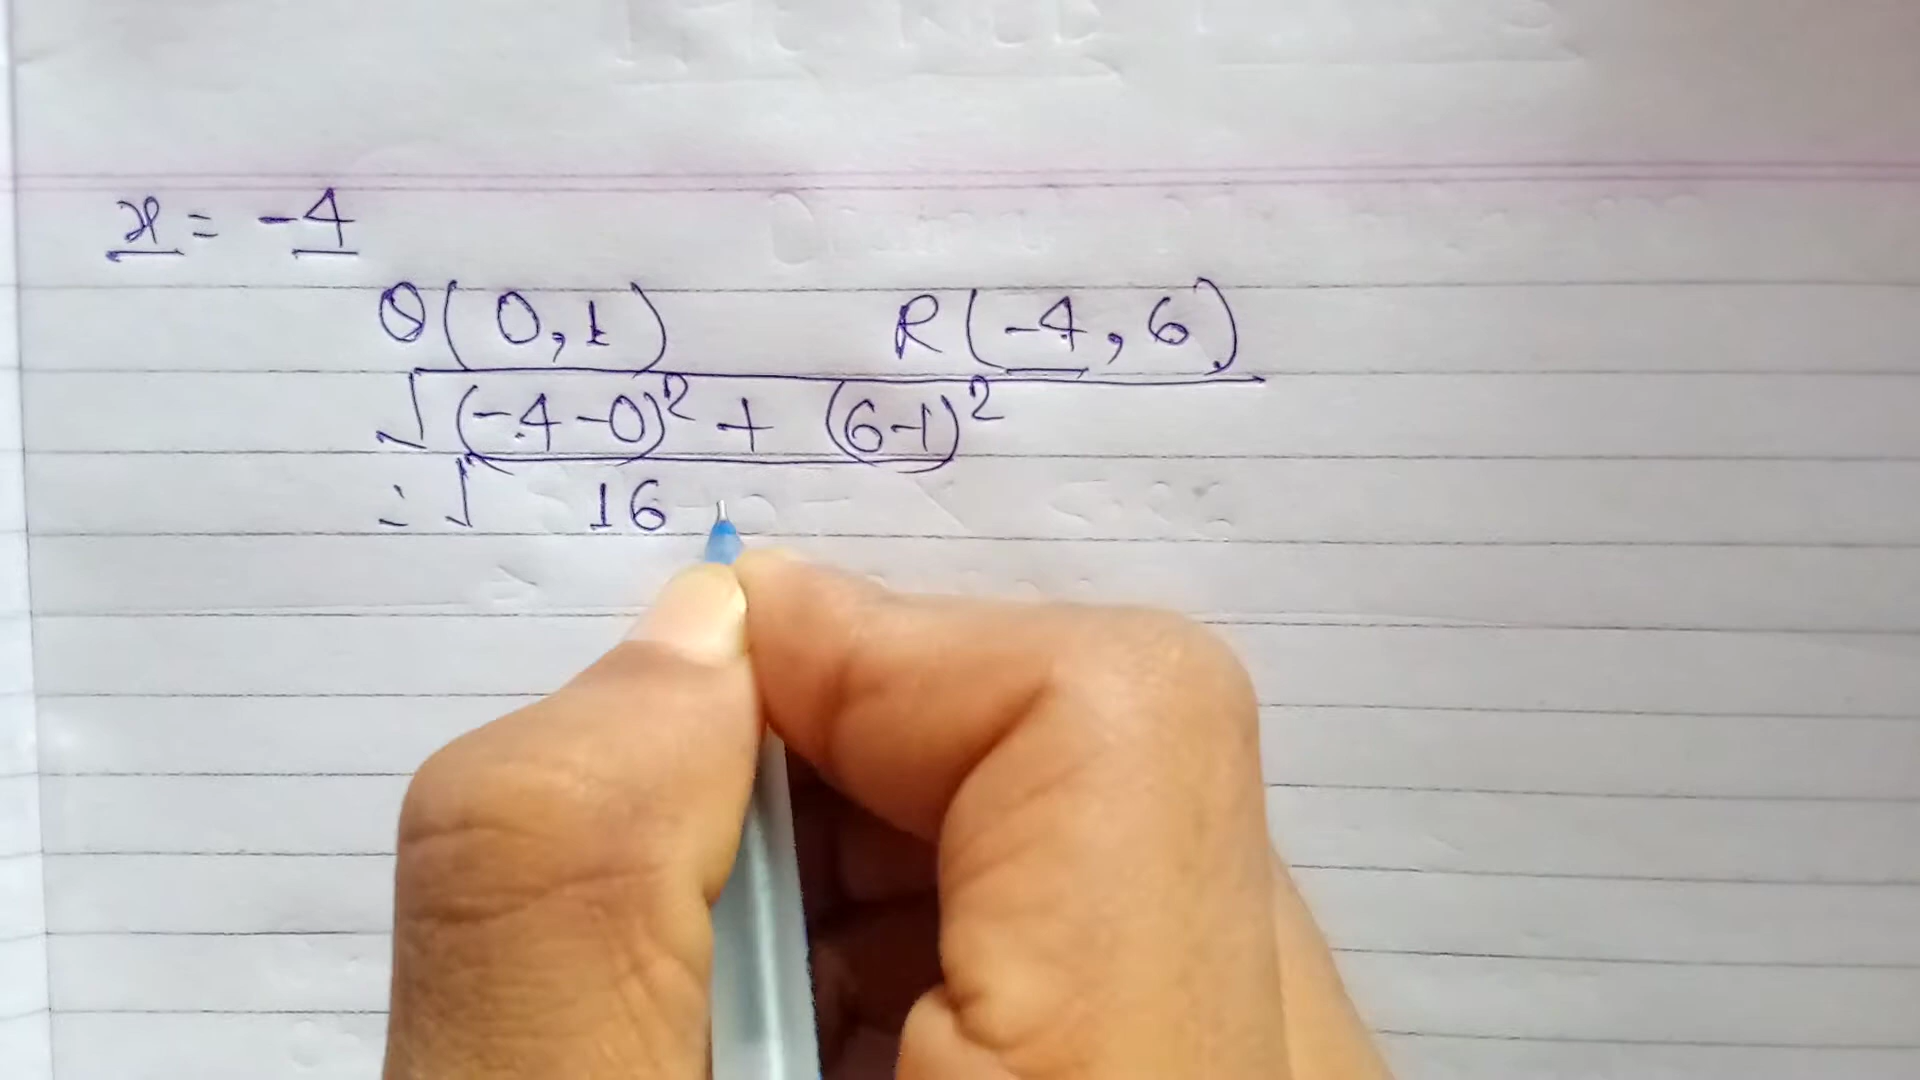 x = -4
Q(0,1) R(-4,6)
√(-4-0)² + (6-1)²
= √ 16